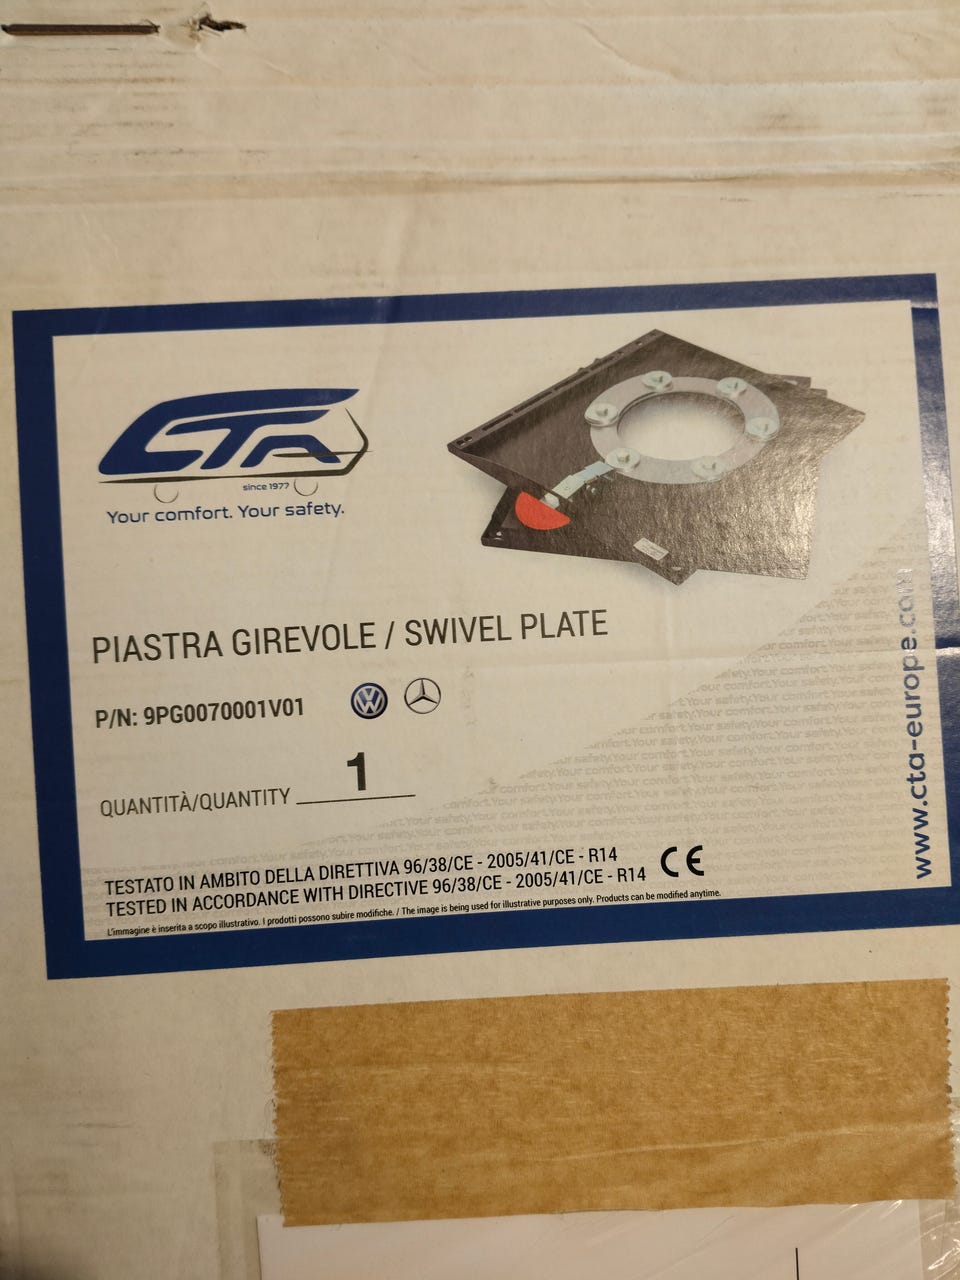 CTA
since 1977
Your comfort. Your safety.
PIASTRA GIREVOLE / SWIVEL PLATE
P/N: 9PG0070001V01
QUANTITÀ/QUANTITY 1
TESTATO IN AMBITO DELLA DIRETTIVA 96/38/CE - 2005/41/CE - R14
TESTED IN ACCORDANCE WITH DIRECTIVE 96/38/CE - 2005/41/CE - R14
CE
L'immagine è inserita a scopo illustrativo. I prodotti possono subire modifiche. / The image is being used for illustrative purposes only. Products can be modified anytime.
www.cta-europe.com